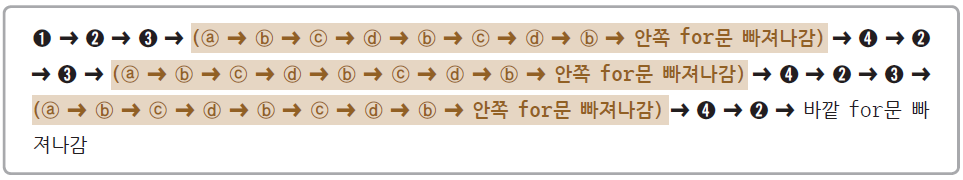 ❶ → ❷ → ❸ → (ⓐ → ⓑ → ⓒ → ⓓ → ⓑ → ⓒ → ⓓ → ⓑ → 안쪽 for문 빠져나감) → ❹ → ❷
→ ❸ → (ⓐ → ⓑ → ⓒ → ⓓ → ⓑ → ⓒ → ⓓ → ⓑ → 안쪽 for문 빠져나감) → ❹ → ❷ → ❸ →
(ⓐ → ⓑ → ⓒ → ⓓ → ⓑ → ⓒ → ⓓ → ⓑ → 안쪽 for문 빠져나감) → ❹ → ❷ → 바깥 for문 빠
져나감